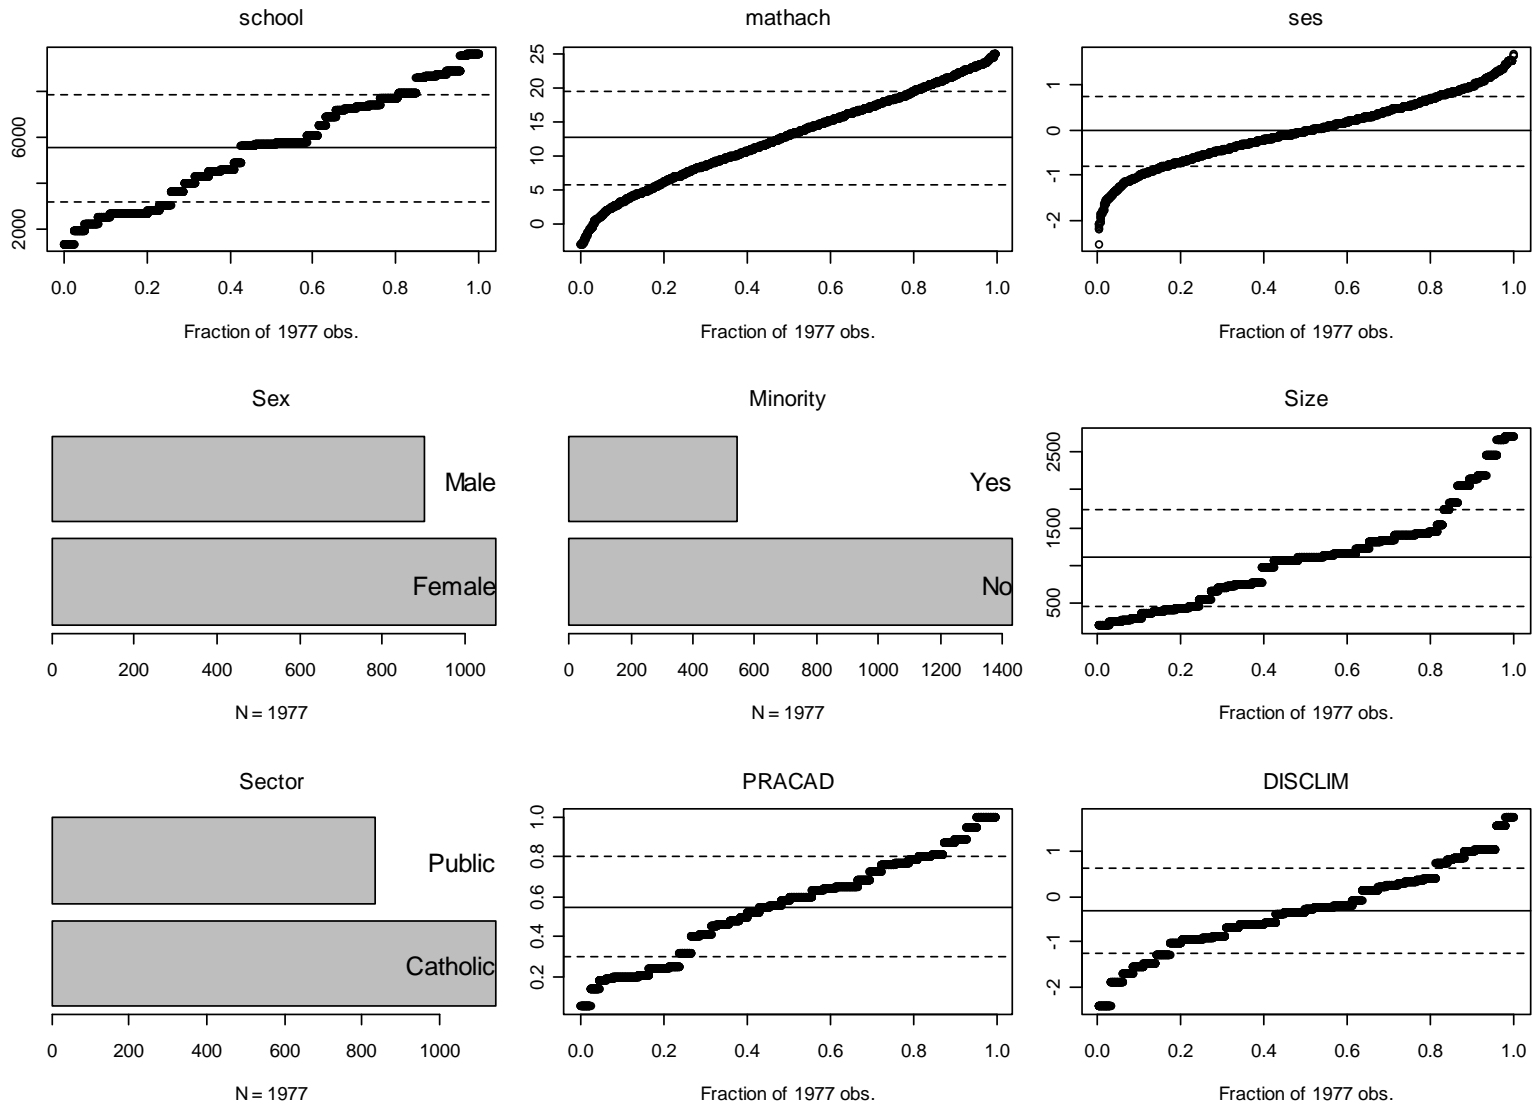 school
2000
6000
0.0 0.2 0.4 0.6 0.8 1.0
Fraction of 1977 obs.
mathach
0 5 10 15 20 25
0.0 0.2 0.4 0.6 0.8 1.0
Fraction of 1977 obs.
ses
-2 -1 0 1
0.0 0.2 0.4 0.6 0.8 1.0
Fraction of 1977 obs.
Sex
Male
Female
0 200 400 600 800 1000
N = 1977
Minority
Yes
No
0 200 400 600 800 1000 1200 1400
N = 1977
Size
500 1500 2500
0.0 0.2 0.4 0.6 0.8 1.0
Fraction of 1977 obs.
Sector
Public
Catholic
0 200 400 600 800 1000
N = 1977
PRACAD
0.2 0.4 0.6 0.8 1.0
0.0 0.2 0.4 0.6 0.8 1.0
Fraction of 1977 obs.
DISCLIM
-2 -1 0 1
0.0 0.2 0.4 0.6 0.8 1.0
Fraction of 1977 obs.